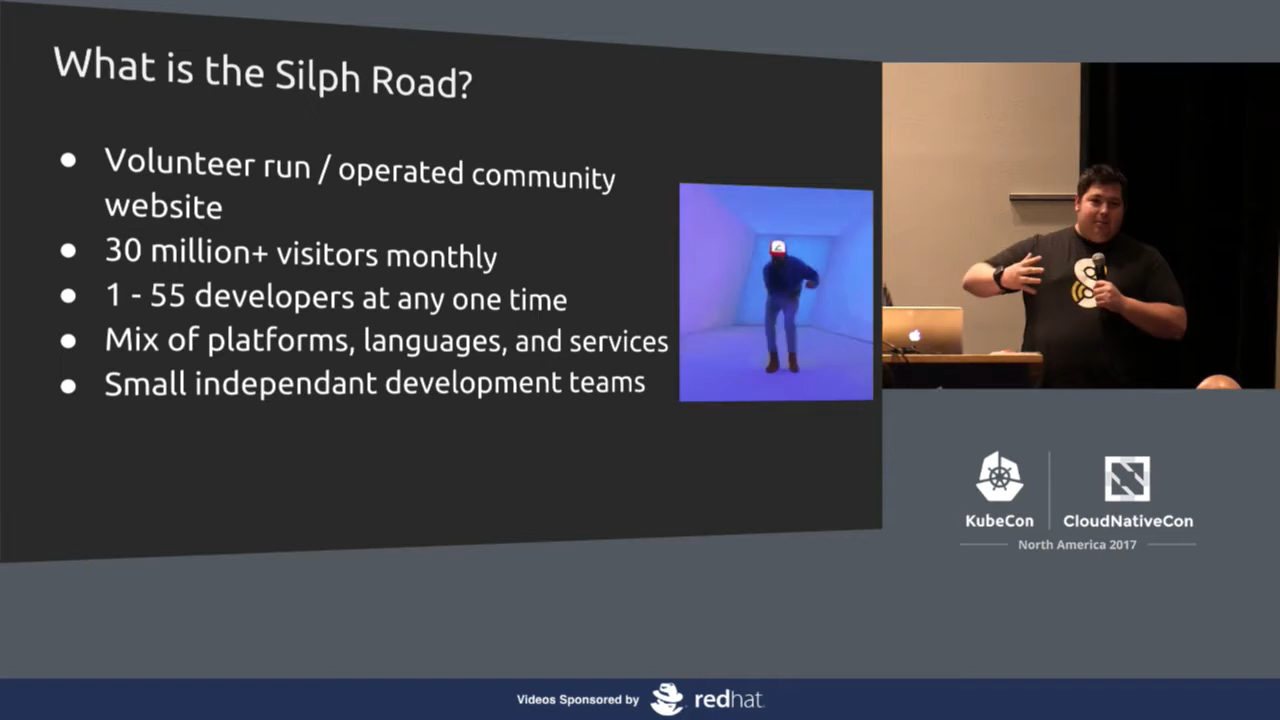 What is the Silph Road?
● Volunteer run / operated community
website
● 30 million+ visitors monthly
● 1 - 55 developers at any one time
● Mix of platforms, languages, and services
● Small independant development teams
KubeCon
CloudNativeCon
North America 2017
Videos Sponsored by redhat.